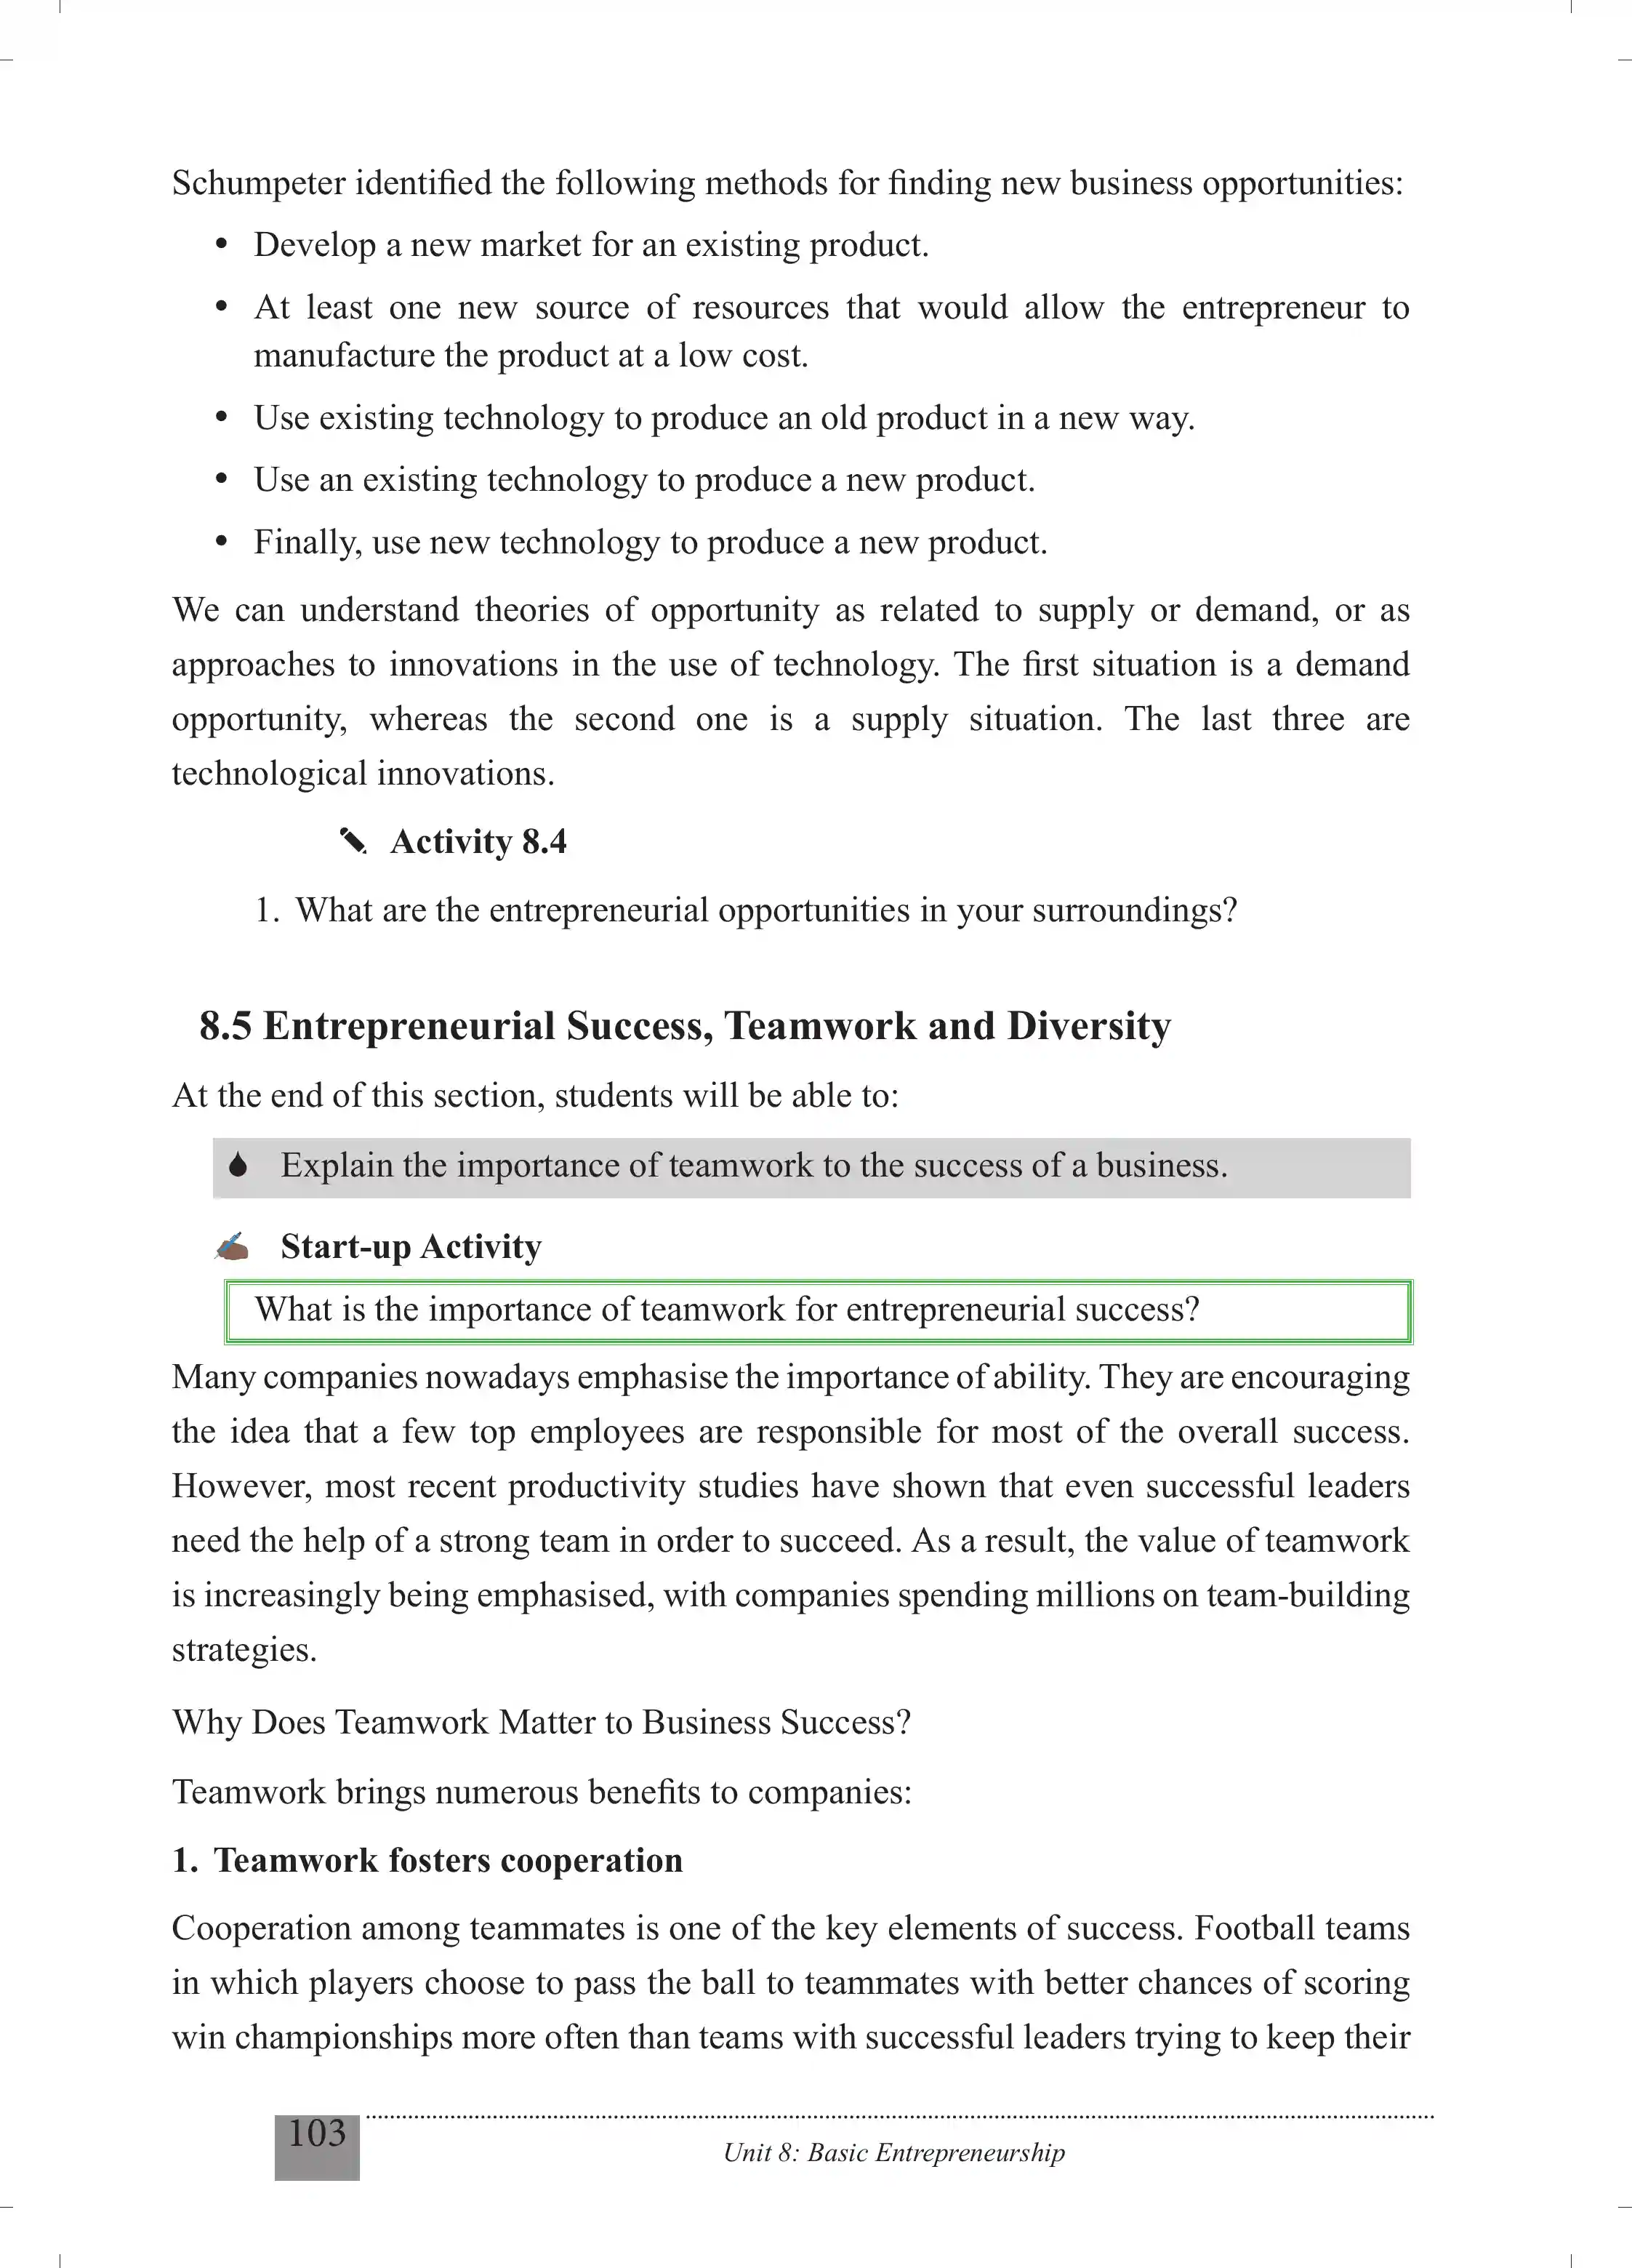 Schumpeter identified the following methods for finding new business opportunities:
• Develop a new market for an existing product.
• At least one new source of resources that would allow the entrepreneur to
manufacture the product at a low cost.
• Use existing technology to produce an old product in a new way.
• Use an existing technology to produce a new product.
• Finally, use new technology to produce a new product.
We can understand theories of opportunity as related to supply or demand, or as
approaches to innovations in the use of technology. The first situation is a demand
opportunity, whereas the second one is a supply situation. The last three are
technological innovations.
Activity 8.4
1. What are the entrepreneurial opportunities in your surroundings?
8.5 Entrepreneurial Success, Teamwork and Diversity
At the end of this section, students will be able to:
Explain the importance of teamwork to the success of a business.
Start-up Activity
What is the importance of teamwork for entrepreneurial success?
Many companies nowadays emphasise the importance of ability. They are encouraging
the idea that a few top employees are responsible for most of the overall success.
However, most recent productivity studies have shown that even successful leaders
need the help of a strong team in order to succeed. As a result, the value of teamwork
is increasingly being emphasised, with companies spending millions on team-building
strategies.
Why Does Teamwork Matter to Business Success?
Teamwork brings numerous benefits to companies:
1. Teamwork fosters cooperation
Cooperation among teammates is one of the key elements of success. Football teams
in which players choose to pass the ball to teammates with better chances of scoring
win championships more often than teams with successful leaders trying to keep their
103
Unit 8: Basic Entrepreneurship